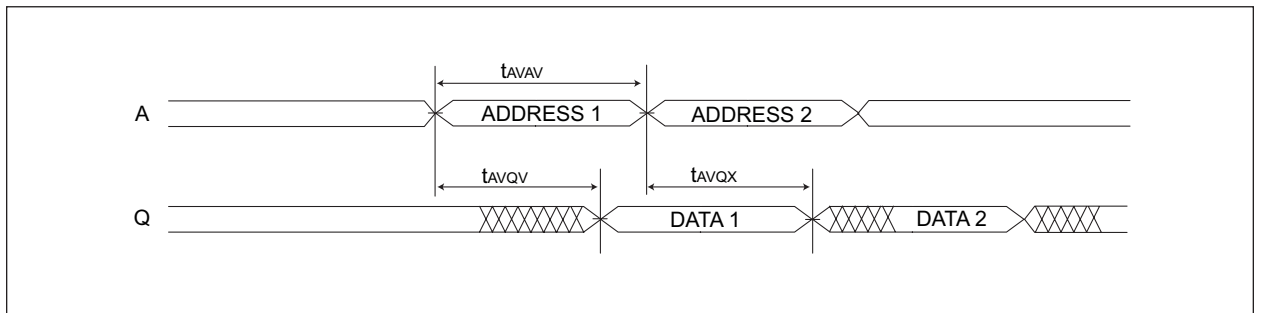 tAVAV
A ADDRESS 1 ADDRESS 2
tAVQV tAVQX
Q DATA 1 DATA 2